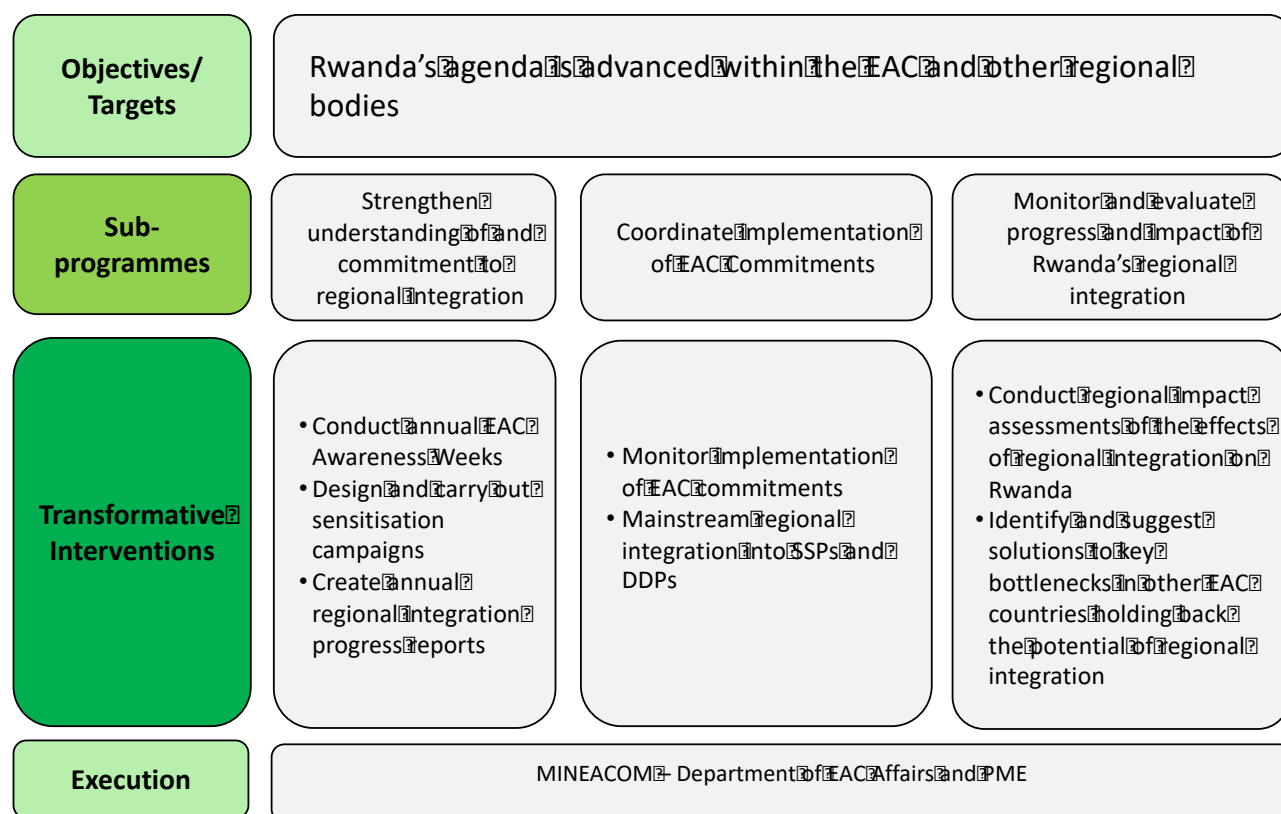 Objectives/
Targets
Rwanda's agenda is advanced within the EAC and other regional
bodies
Sub-
programmes
Strengthen
understanding of and
commitment to
regional integration
Coordinate implementation
of EAC Commitments
Monitor and evaluate
progress and impact of
Rwanda's regional
integration
Transformative
Interventions
• Conduct annual EAC
Awareness Weeks
• Design and carry out
sensitisation
campaigns
• Create annual
regional integration
progress reports
• Monitor implementation
of EAC commitments
• Mainstream regional
integration into SSPs and
DDPs
• Conduct regional impact
assessments of the effects
of regional integration on
Rwanda
• Identify and suggest
solutions to key
bottlenecks in other EAC
countries holding back
the potential of regional
integration
Execution
MINEACOM – Department of EAC Affairs and PME